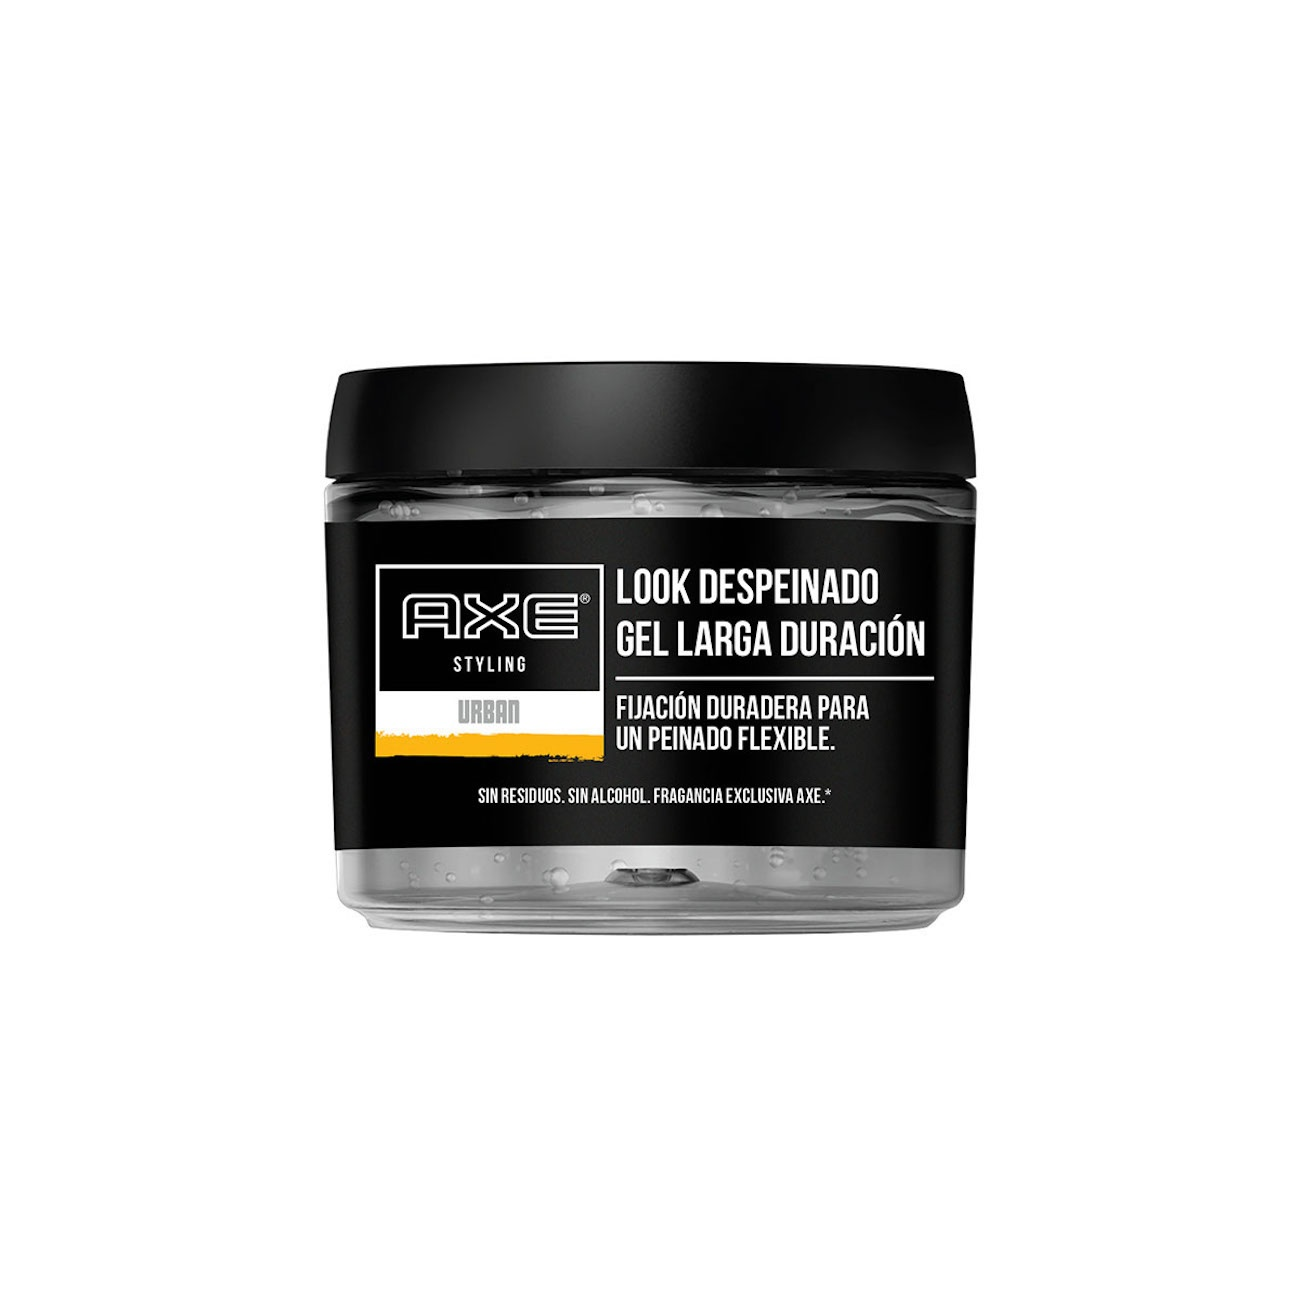 AXE®
STYLING
URBAN
LOOK DESPEINADO
GEL LARGA DURACIÓN
FIJACIÓN DURADERA PARA
UN PEINADO FLEXIBLE.
SIN RESIDUOS. SIN ALCOHOL. FRAGANCIA EXCLUSIVA AXE.*